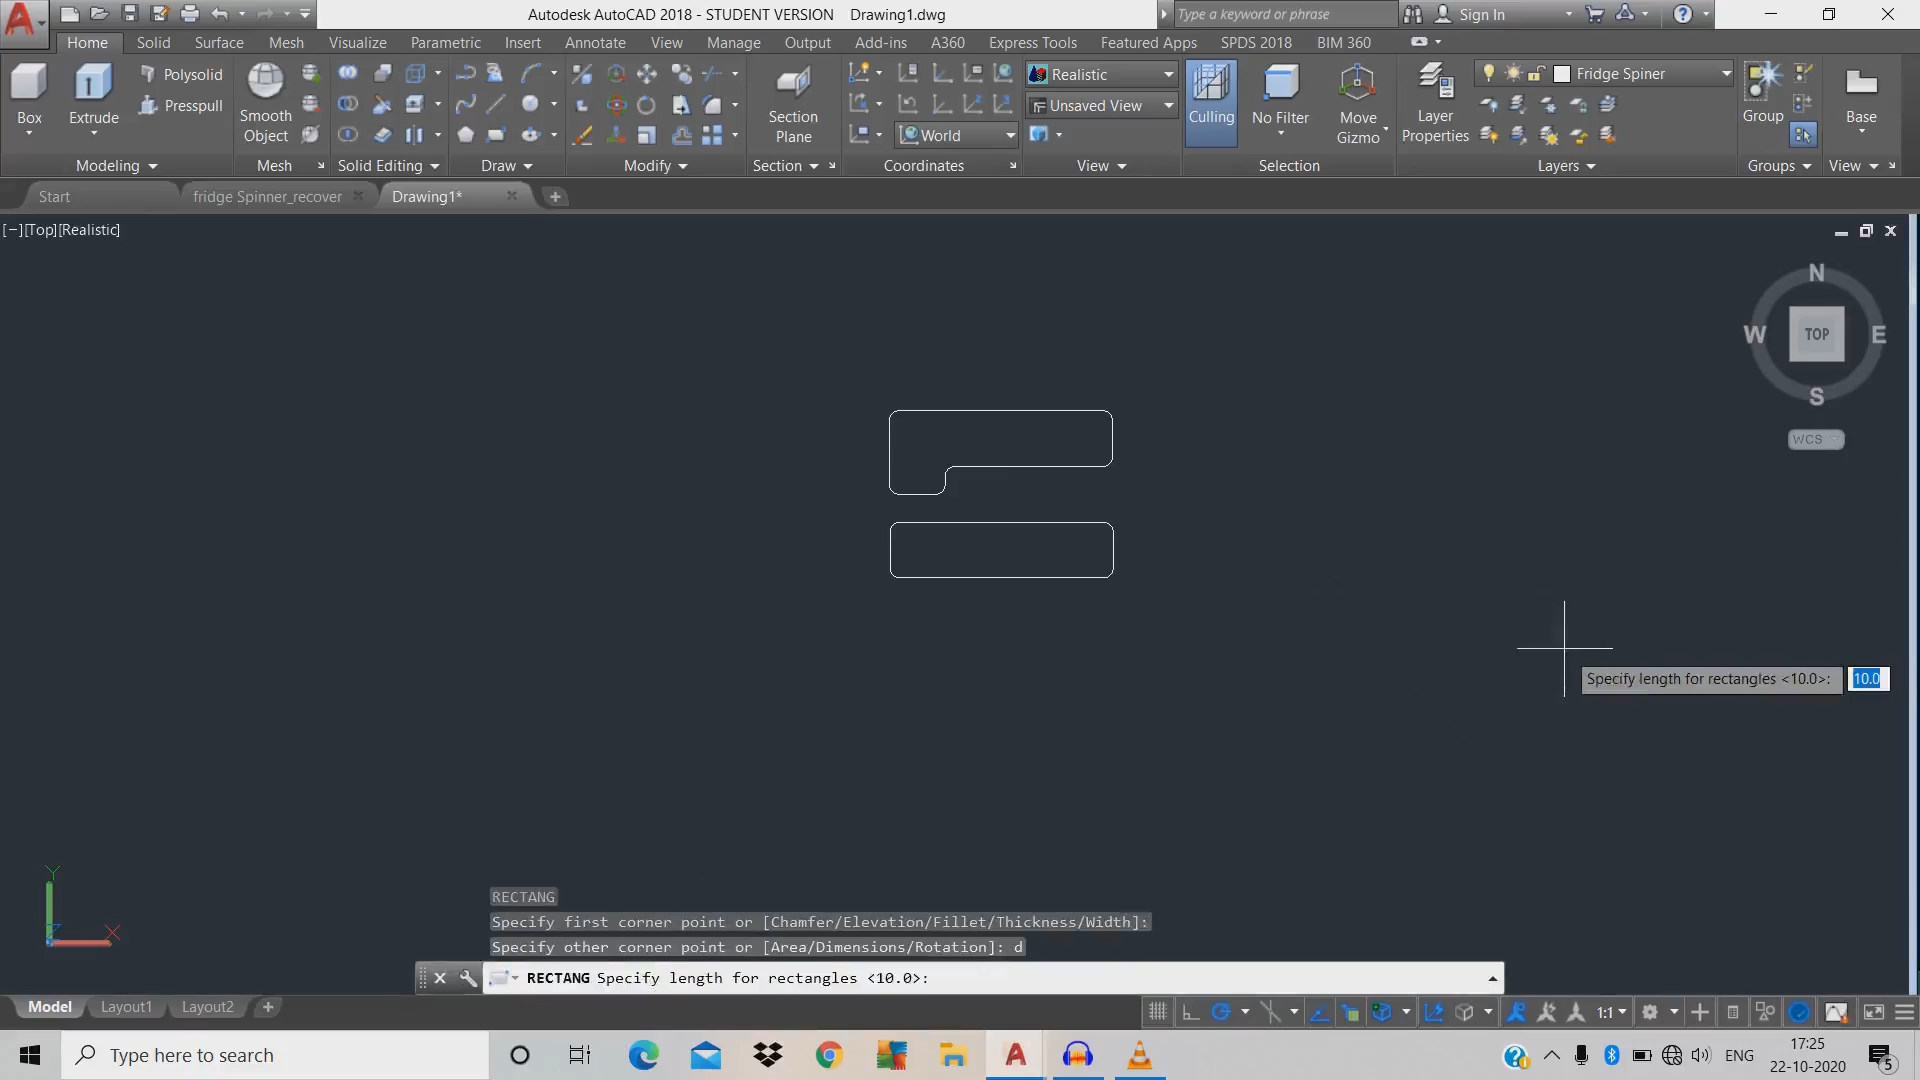 Autodesk AutoCAD 2018 - STUDENT VERSION Drawing1.dwg
Type a keyword or phrase
Sign In
Home Solid Surface Mesh Visualize Parametric Insert Annotate View Manage Output Add-ins A360 Express Tools Featured Apps SPDS 2018 BIM 360
Box
Extrude
Polysolid
Presspull
Smooth Object
Section Plane
World
Realistic
Unsaved View
Culling
No Filter
Move Gizmo
Layer Properties
Fridge Spiner
Group
Base
Modeling Mesh Solid Editing Draw Modify Section Coordinates View Selection Layers Groups View
Start fridge Spinner_recover Drawing1*
[−][Top][Realistic]
N
W TOP E
S
WCS
Specify length for rectangles <10.0>: 10.0
Y
X
RECTANG
Specify first corner point or [Chamfer/Elevation/Fillet/Thickness/Width]:
Specify other corner point or [Area/Dimensions/Rotation]: d
RECTANG Specify length for rectangles <10.0>:
Model Layout1 Layout2
1:1
Type here to search
ENG
17:25
22-10-2020
5